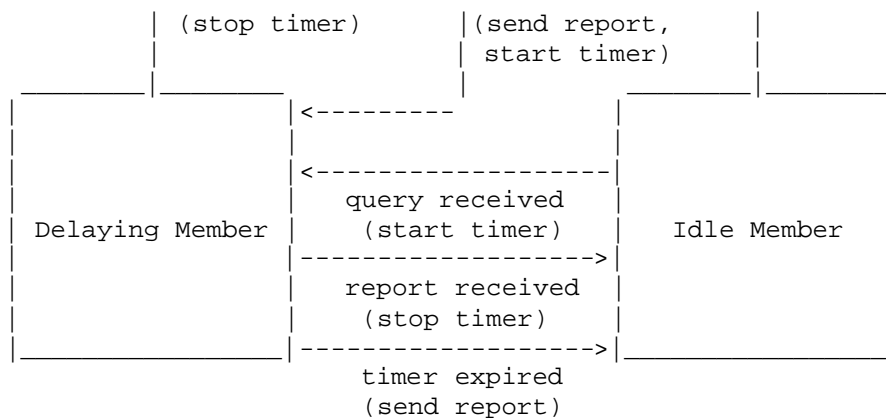 (stop timer) (send report,
start timer)
query received
Delaying Member (start timer) Idle Member
report received
(stop timer)
timer expired
(send report)